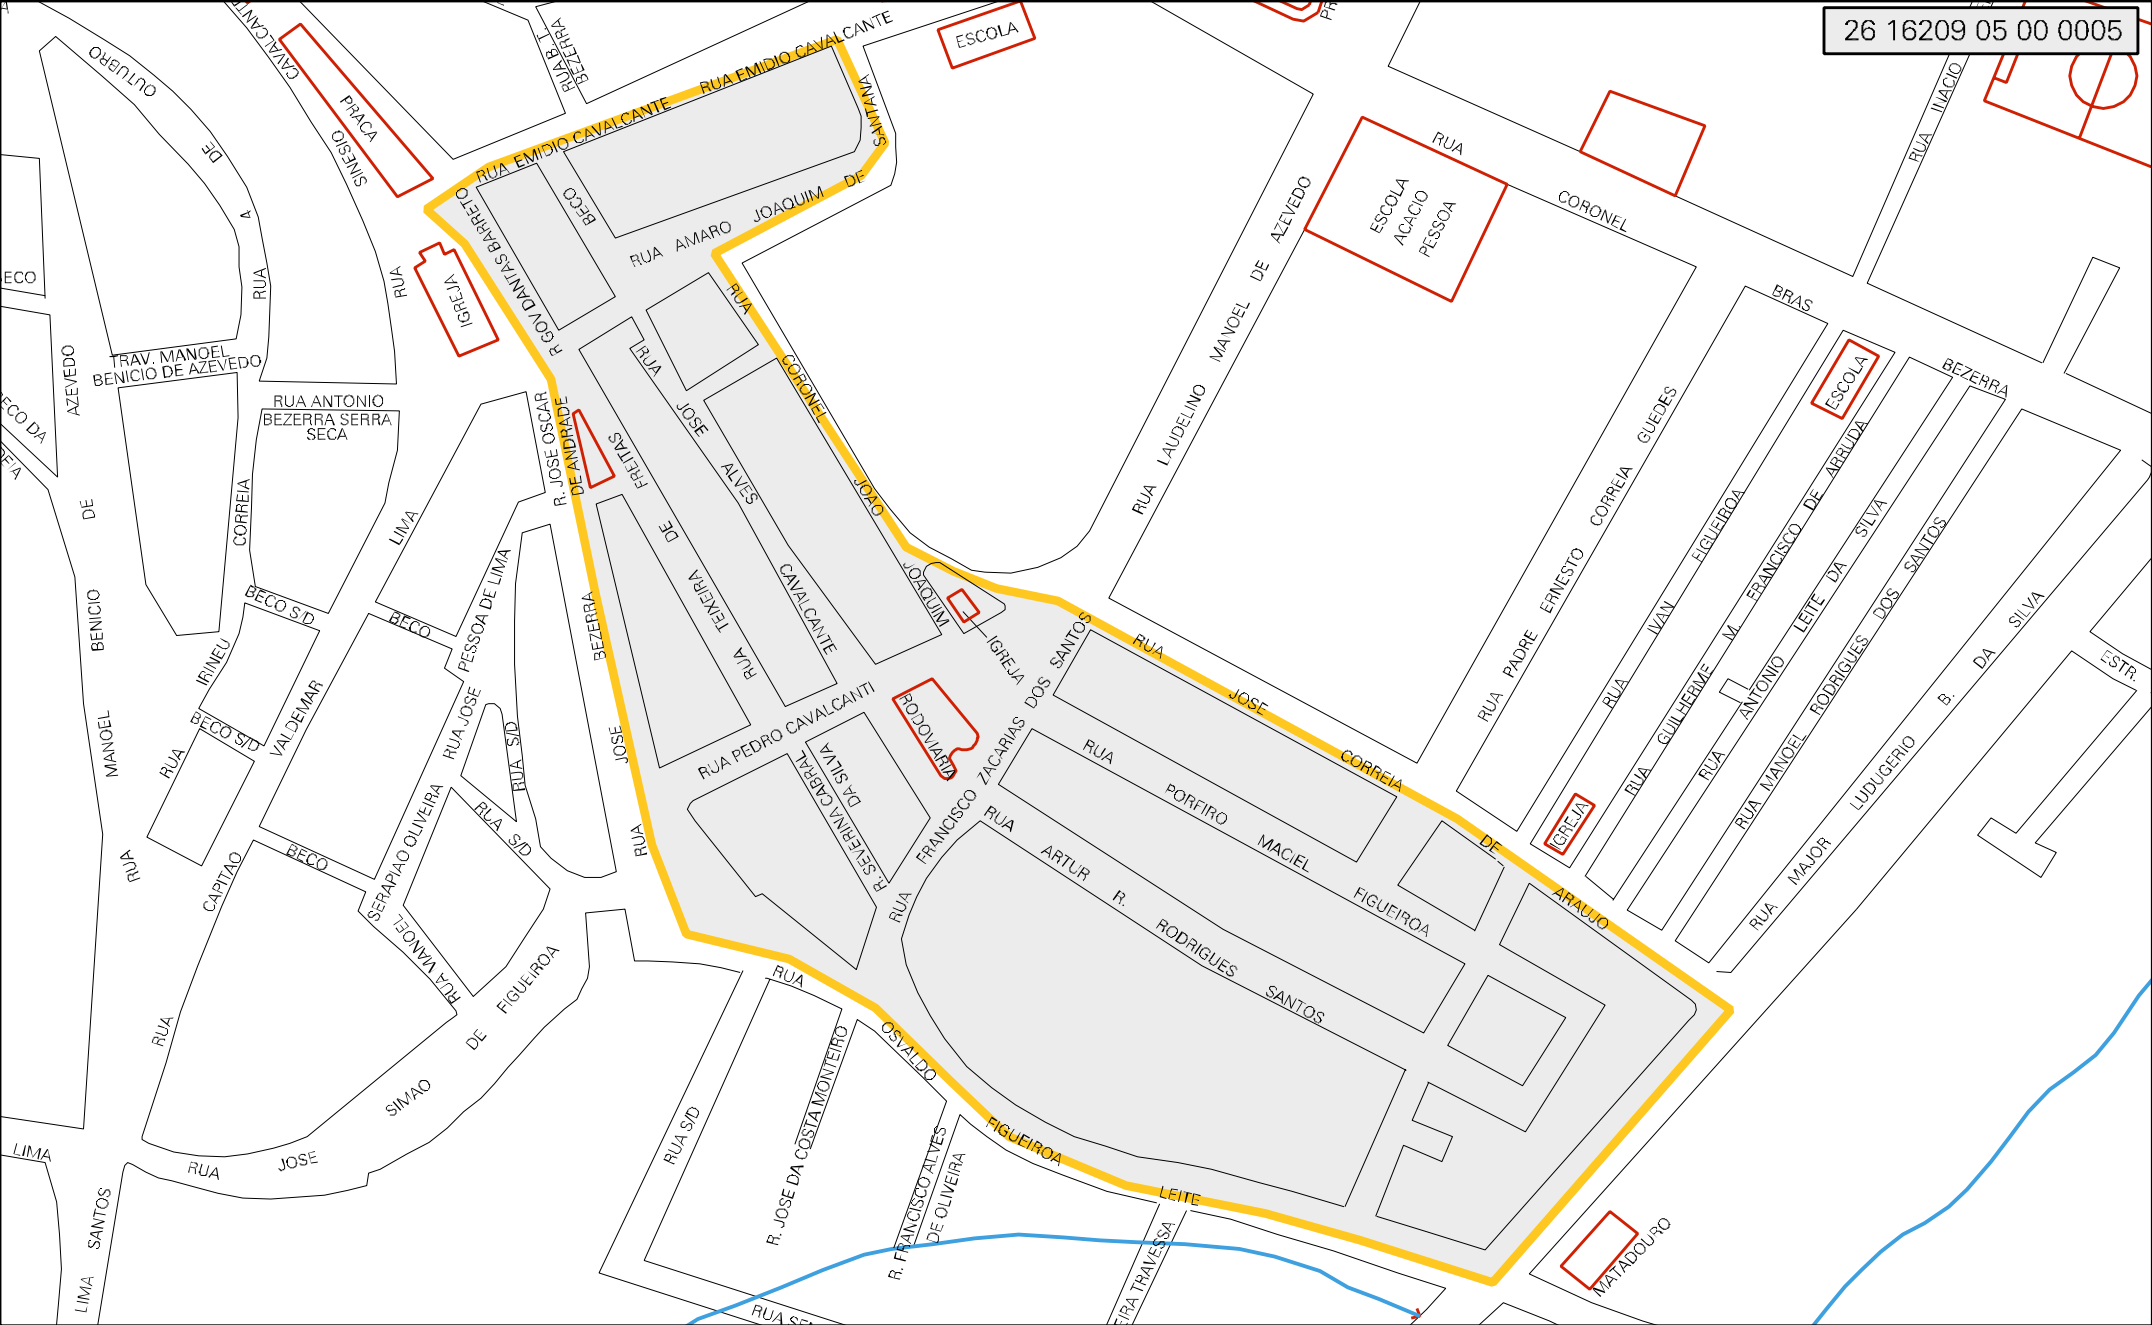 26 16209 05 00 0005
RUA B. T.
BEZERRA
RUA EMIDIO CAVALCANTE
RUA EMIDIO CAVALCANTE
ESCOLA
OUTUBRO
DE
A
RUA
PRACA
SINESIO
RUA
IGREJA
RUA AMARO JOAQUIM DE SANTANA
BECO
R GOV DANTAS BARRETO
RUA INACIO
RUA CORONEL BRAS BEZERRA
ESCOLA
ACACIO
PESSOA
RUA LAUDELINO MANOEL DE AZEVEDO
TRAV. MANOEL
BENICIO DE AZEVEDO
RUA ANTONIO
BEZERRA SERRA
SECA
RUA MANOEL BENICIO DE AZEVEDO
R. JOSE OSCAR
DE ANDRADE
RUA TEIXEIRA DE FREITAS
RUA JOSE ALVES CAVALCANTE
RUA CORONEL JOAO JOAQUIM
RUA PADRE ERNESTO CORREIA GUEDES
RUA IVAN FIGUEIROA
RUA GUILHERME M. FRANCISCO DE ARRUDA
ESCOLA
RUA ANTONIO LEITE DA SILVA
RUA MANOEL RODRIGUES DOS SANTOS
RUA MAJOR LUDUGERIO B. DA SILVA
ESTR.
IGREJA
BECO S/D
BECO
BECO S/D
RUA IRINEU CORREIA
RUA CAPITAO VALDEMAR LIMA
RUA JOSE PESSOA DE LIMA
RUA S/D
RUA S/D
RUA JOSE BEZERRA
BECO
SERAPIAO OLIVEIRA
RUA MANOEL
RUA JOSE SIMAO DE FIGUEIROA
LIMA
LIMA SANTOS
RUA PEDRO CAVALCANTI
RODOVIARIA
IGREJA
R. SEVERINA CABRAL
DA SILVA
RUA FRANCISCO ZACARIAS DOS SANTOS
RUA JOSE CORREIA DE ARAUJO
RUA PORFIRO MACIEL FIGUEIROA
RUA ARTUR R. RODRIGUES SANTOS
RUA OSVALDO FIGUEIROA LEITE
RUA S/D
R. JOSE DA COSTA MONTEIRO
R. FRANCISCO ALVES
DE OLIVEIRA
TRAVESSA
MATADOURO